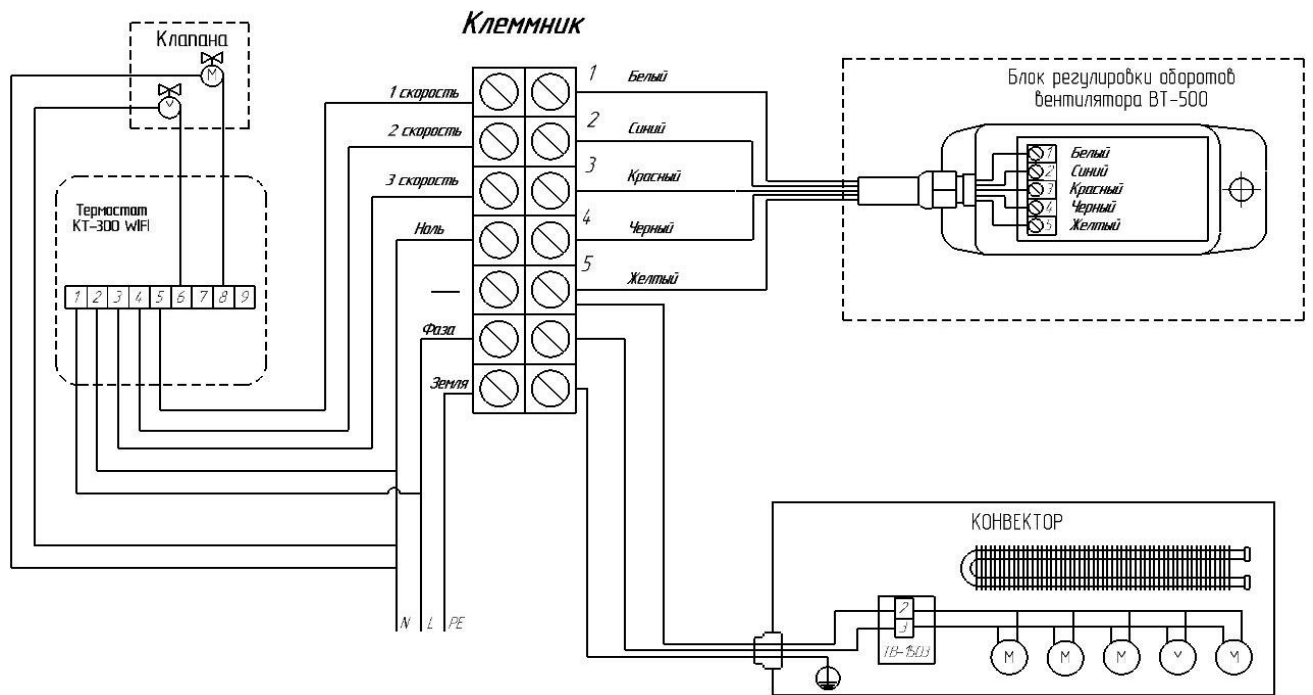 Клеммник
Клапана
М
М
Термостат
КТ-300 WIFI
1 2 3 4 5 6 7 8 9
1 скорость
2 скорость
3 скорость
Ноль
—
Фаза
Земля
1 Белый
2 Синий
3 Красный
4 Черный
5 Желтый
Блок регулировки оборотов
вентилятора ВТ-500
1 Белый
2 Синий
3 Красный
4 Черный
5 Желтый
N L PE
КОНВЕКТОР
2
3
М М М М М